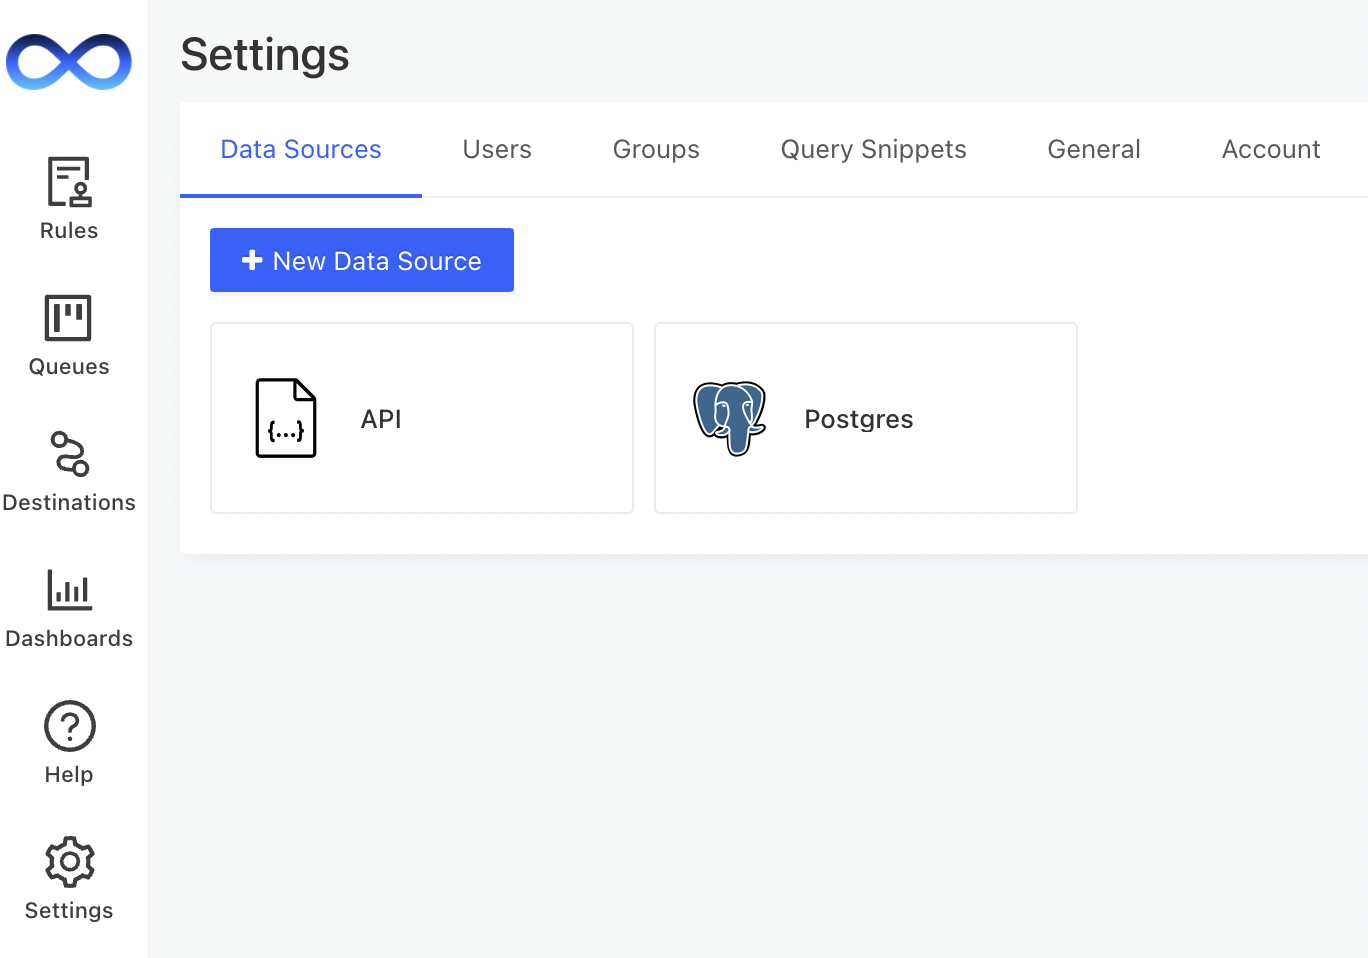 Settings
Data Sources Users Groups Query Snippets General Account
New Data Source
{...} API
Postgres
Rules
Queues
Destinations
Dashboards
? Help
Settings